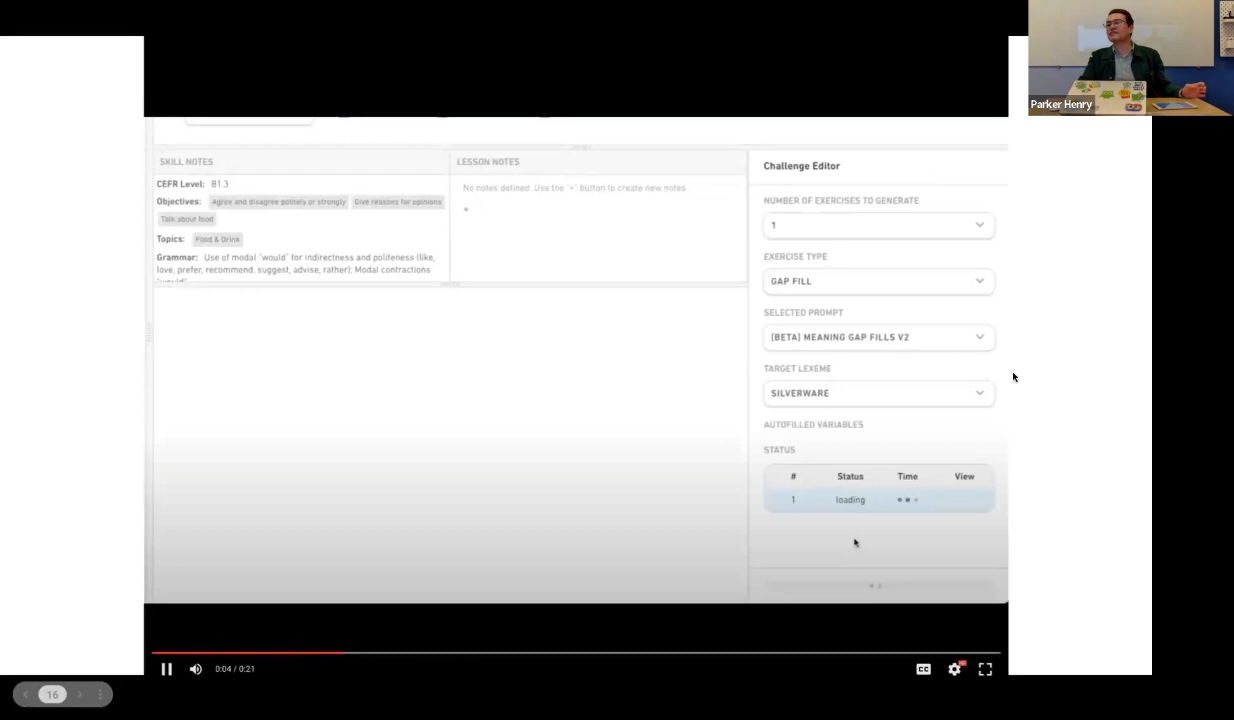 Parker Henry
SKILL NOTES
CEFR Level: B1.3
Objectives: Agree and disagree politely or strongly Give reasons for opinions
Talk about food
Topics: Food & Drink
Grammar: Use of modal "would" for indirectness and politeness (like,
love, prefer, recommend, suggest, advise, rather); Modal contractions
"would"
LESSON NOTES
No notes defined. Use the "+" button to create new notes.
+
Challenge Editor
NUMBER OF EXERCISES TO GENERATE
1
EXERCISE TYPE
GAP FILL
SELECTED PROMPT
[BETA] MEANING GAP FILLS V2
TARGET LEXEME
SILVERWARE
AUTOFILLED VARIABLES
STATUS
# Status Time View
1 loading
0:04 / 0:21
CC
16